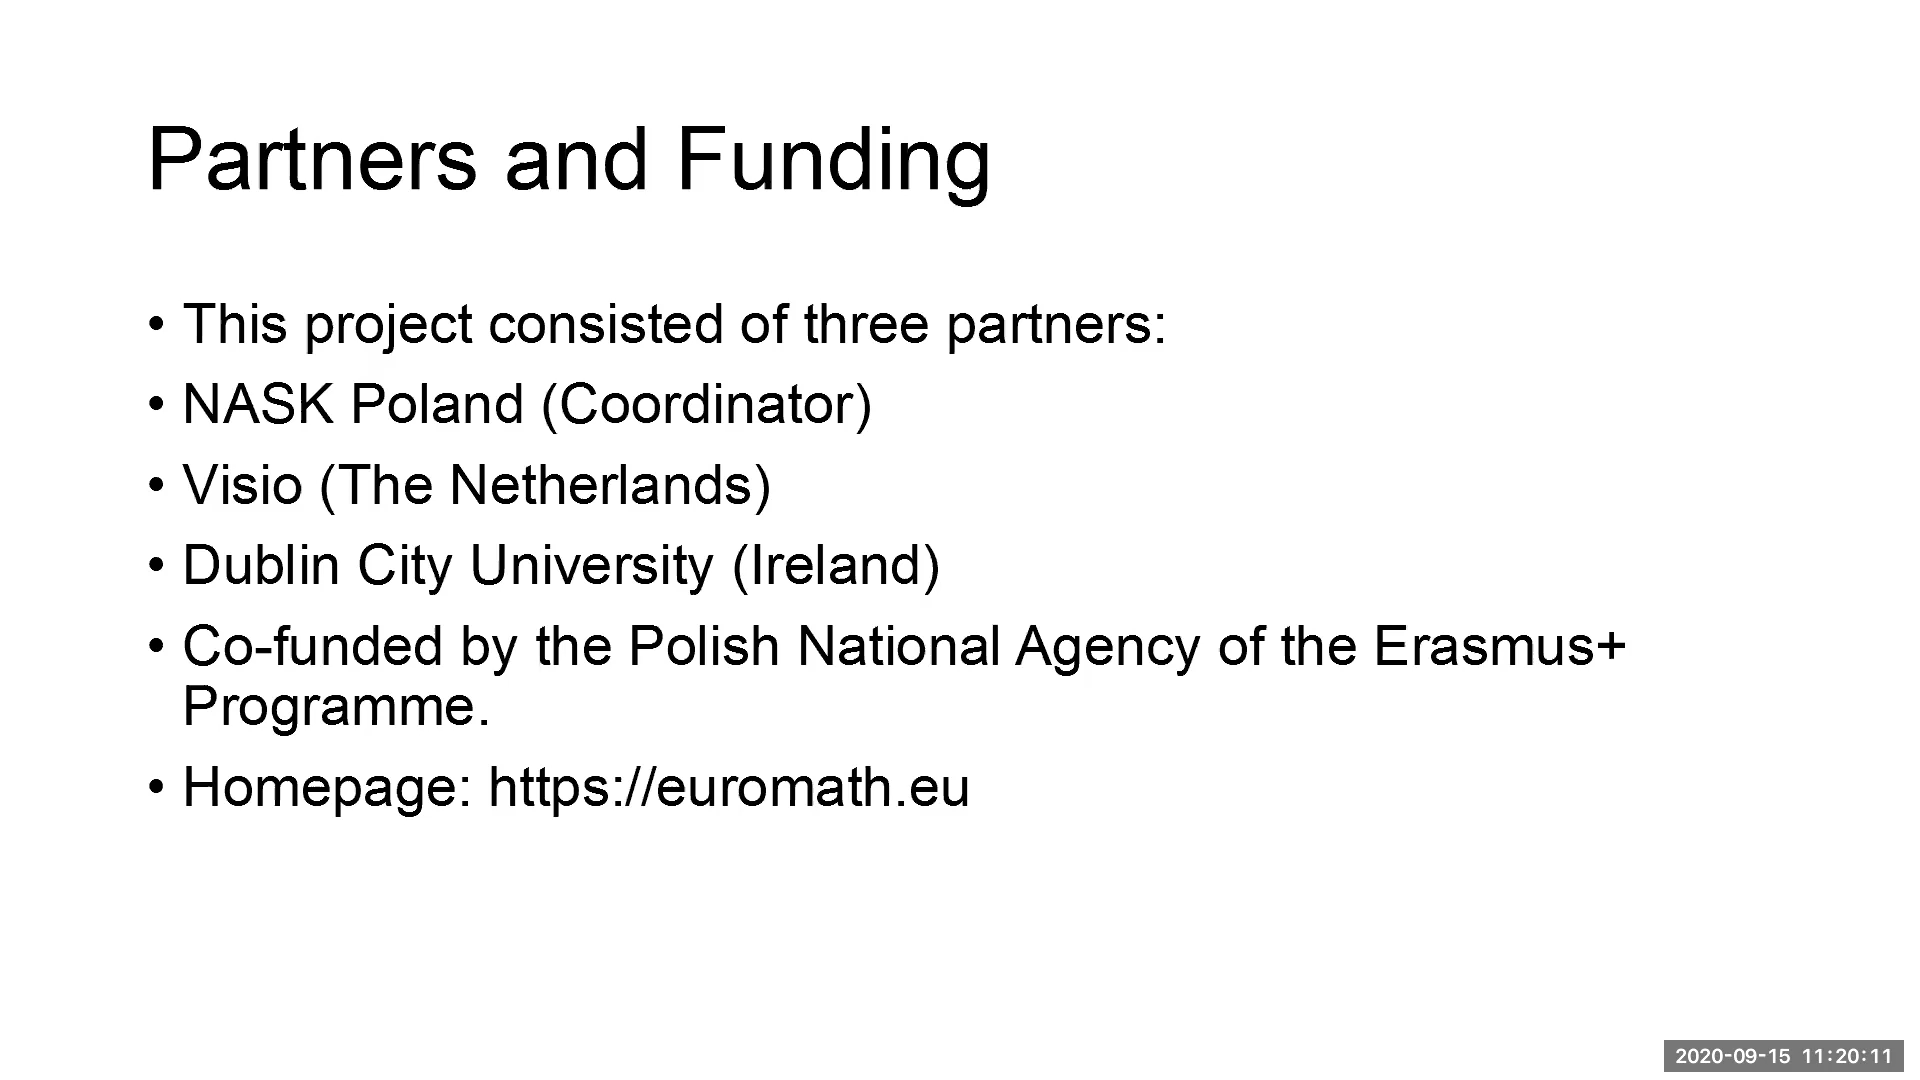 Partners and Funding
• This project consisted of three partners:
• NASK Poland (Coordinator)
• Visio (The Netherlands)
• Dublin City University (Ireland)
• Co-funded by the Polish National Agency of the Erasmus+
Programme.
• Homepage: https://euromath.eu
2020-09-15 11:20:11